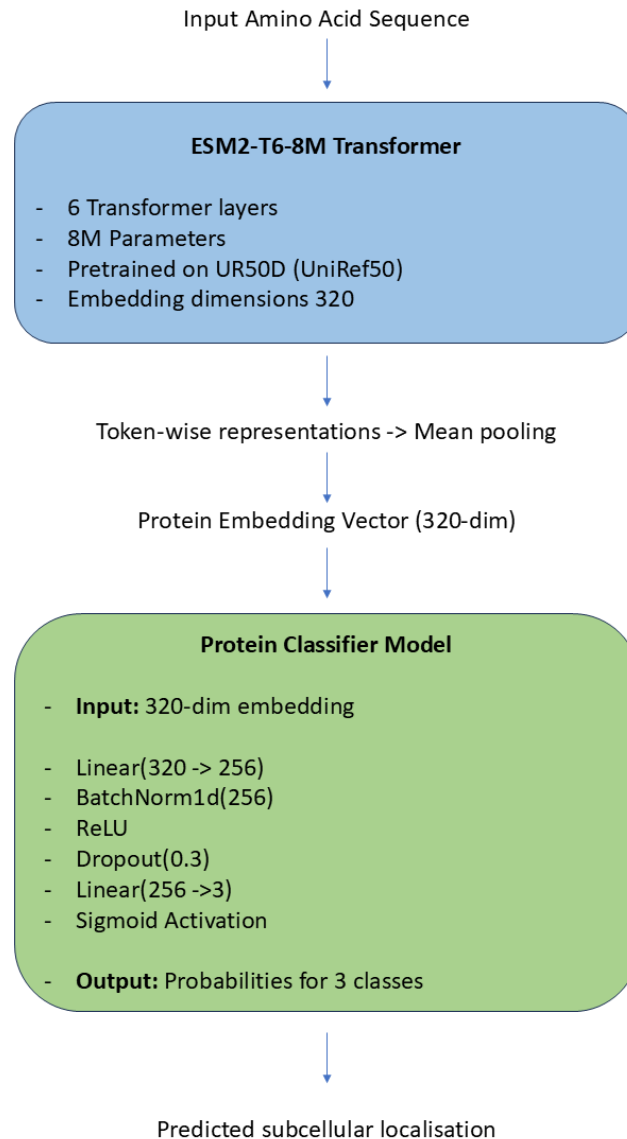 Input Amino Acid Sequence
ESM2-T6-8M Transformer
- 6 Transformer layers
- 8M Parameters
- Pretrained on UR50D (UniRef50)
- Embedding dimensions 320
Token-wise representations -> Mean pooling
Protein Embedding Vector (320-dim)
Protein Classifier Model
- Input: 320-dim embedding
- Linear(320 -> 256)
- BatchNorm1d(256)
- ReLU
- Dropout(0.3)
- Linear(256 ->3)
- Sigmoid Activation
- Output: Probabilities for 3 classes
Predicted subcellular localisation